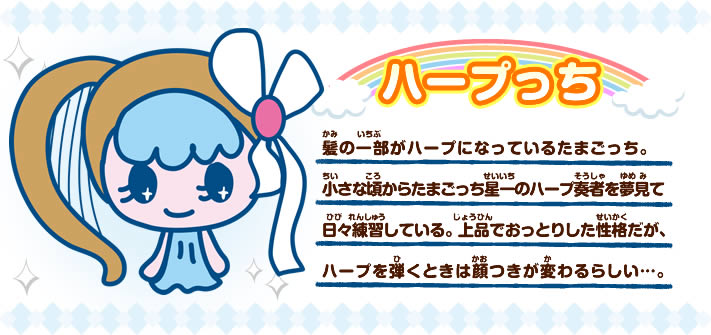 ハープっち
髪の一部がハープになっているたまごっち。
小さな頃からたまごっち星一のハープ奏者を夢見て
日々練習している。上品でおっとりした性格だが、
ハープを弾くときは顔つきが変わるらしい…。